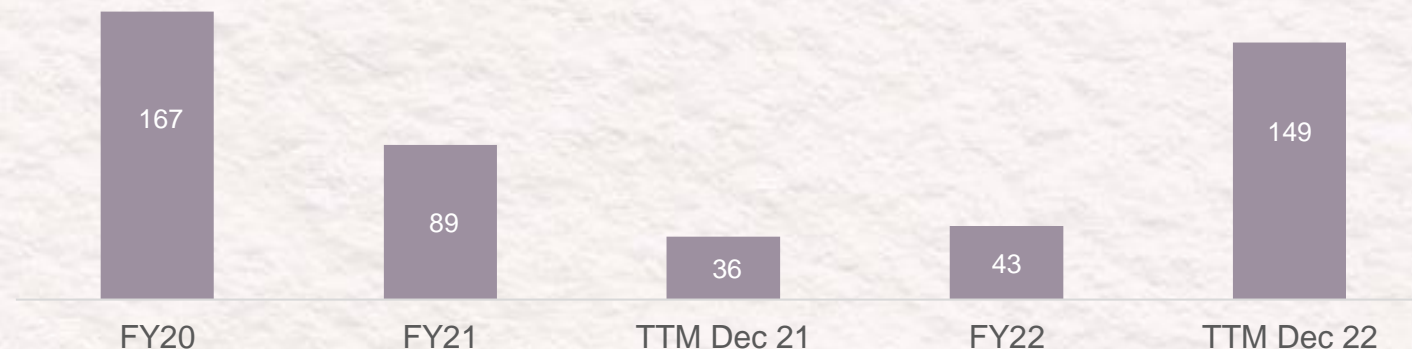 167
149
89
36
43
FY20
FY21
TTM Dec 21
FY22
TTM Dec 22